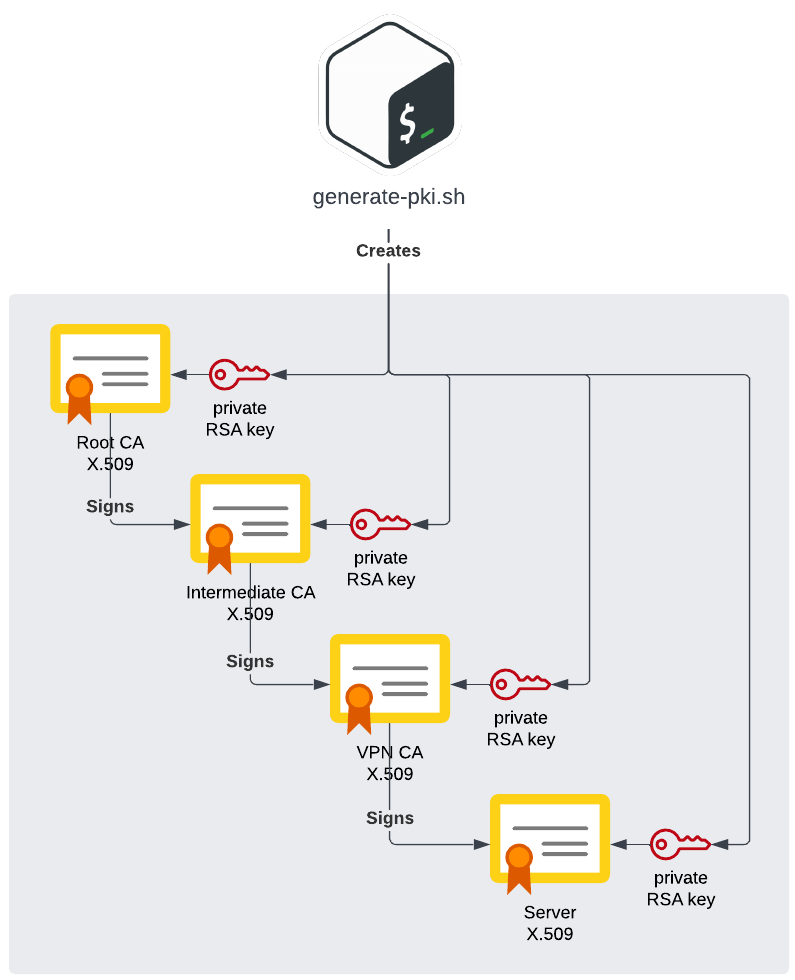 $_
generate-pki.sh
Creates
private
RSA key
Root CA
X.509
Signs
private
RSA key
Intermediate CA
X.509
Signs
private
RSA key
VPN CA
X.509
Signs
private
RSA key
Server
X.509